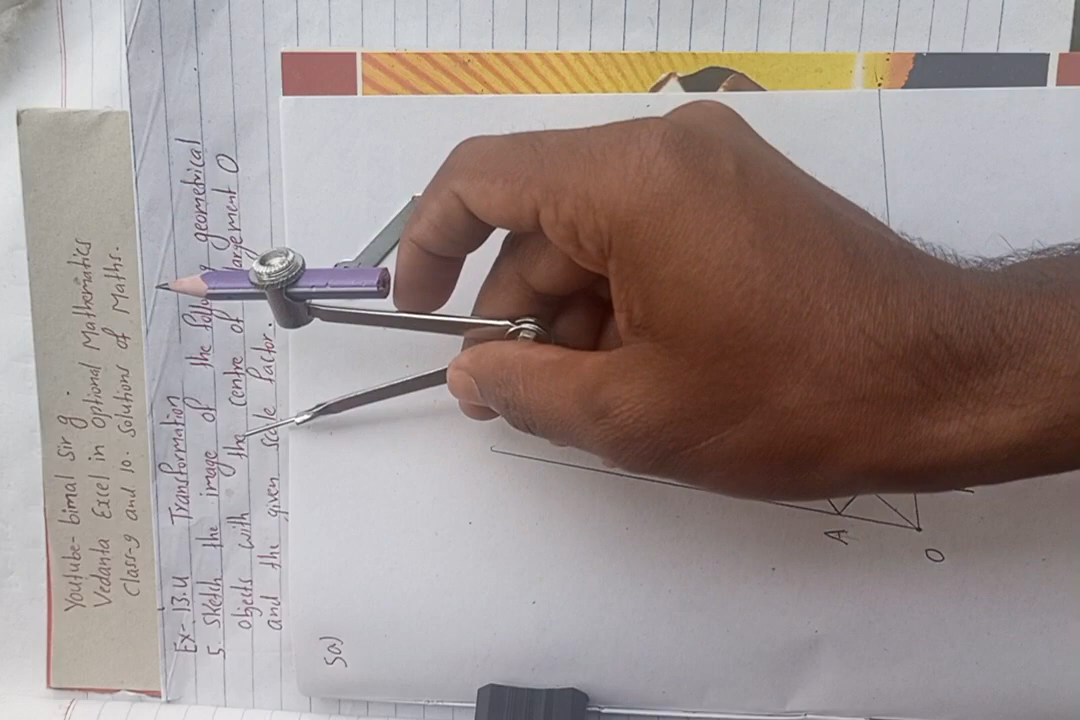 Youtube- bimal Sir g.
Vedanta Excel in Optional Mathematics
Class-9 and 10. Solutions of Maths.
Ex- 13.4 Transformation
5. Sketch the image of the geometrical
objects with the centre of O
and the given scale factor.
5a)
A
O